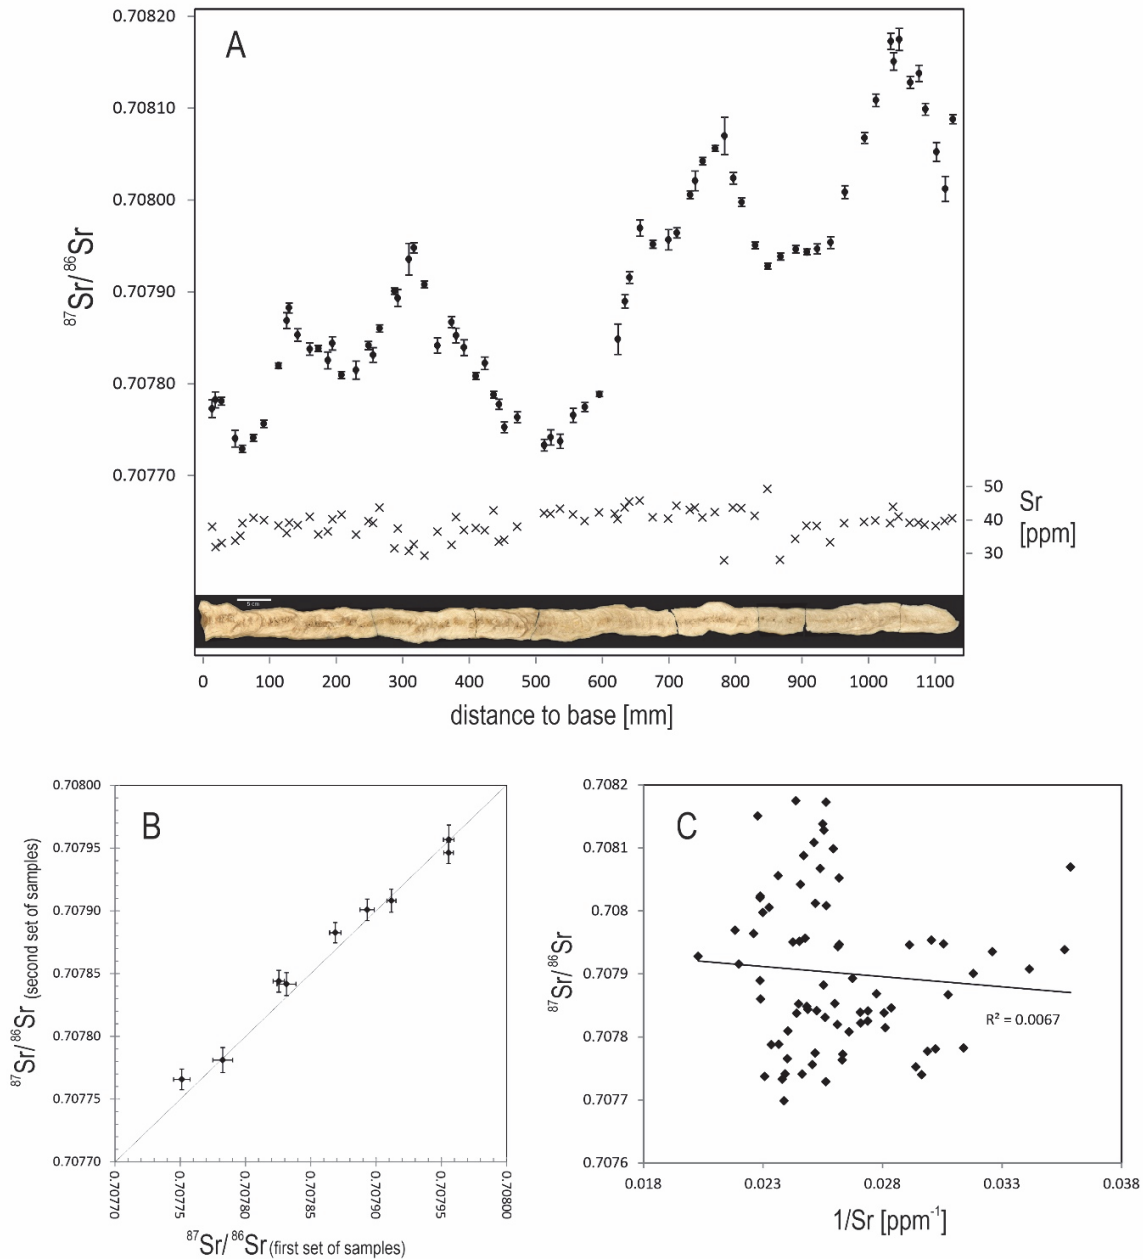 A
0.70820
0.70810
0.70800
0.70790
0.70780
0.70770
87Sr/86Sr
50
40
30
Sr
[ppm]
5 cm
0 100 200 300 400 500 600 700 800 900 1000 1100
distance to base [mm]
B
0.70800
0.70795
0.70790
0.70785
0.70780
0.70775
0.70770
87Sr/86Sr (second set of samples)
0.70770 0.70775 0.70780 0.70785 0.70790 0.70795 0.70800
87Sr/86Sr (first set of samples)
C
0.7082
0.7081
0.708
0.7079
0.7078
0.7077
0.7076
87Sr/86Sr
R² = 0.0067
0.018 0.023 0.028 0.033 0.038
1/Sr [ppm-1]